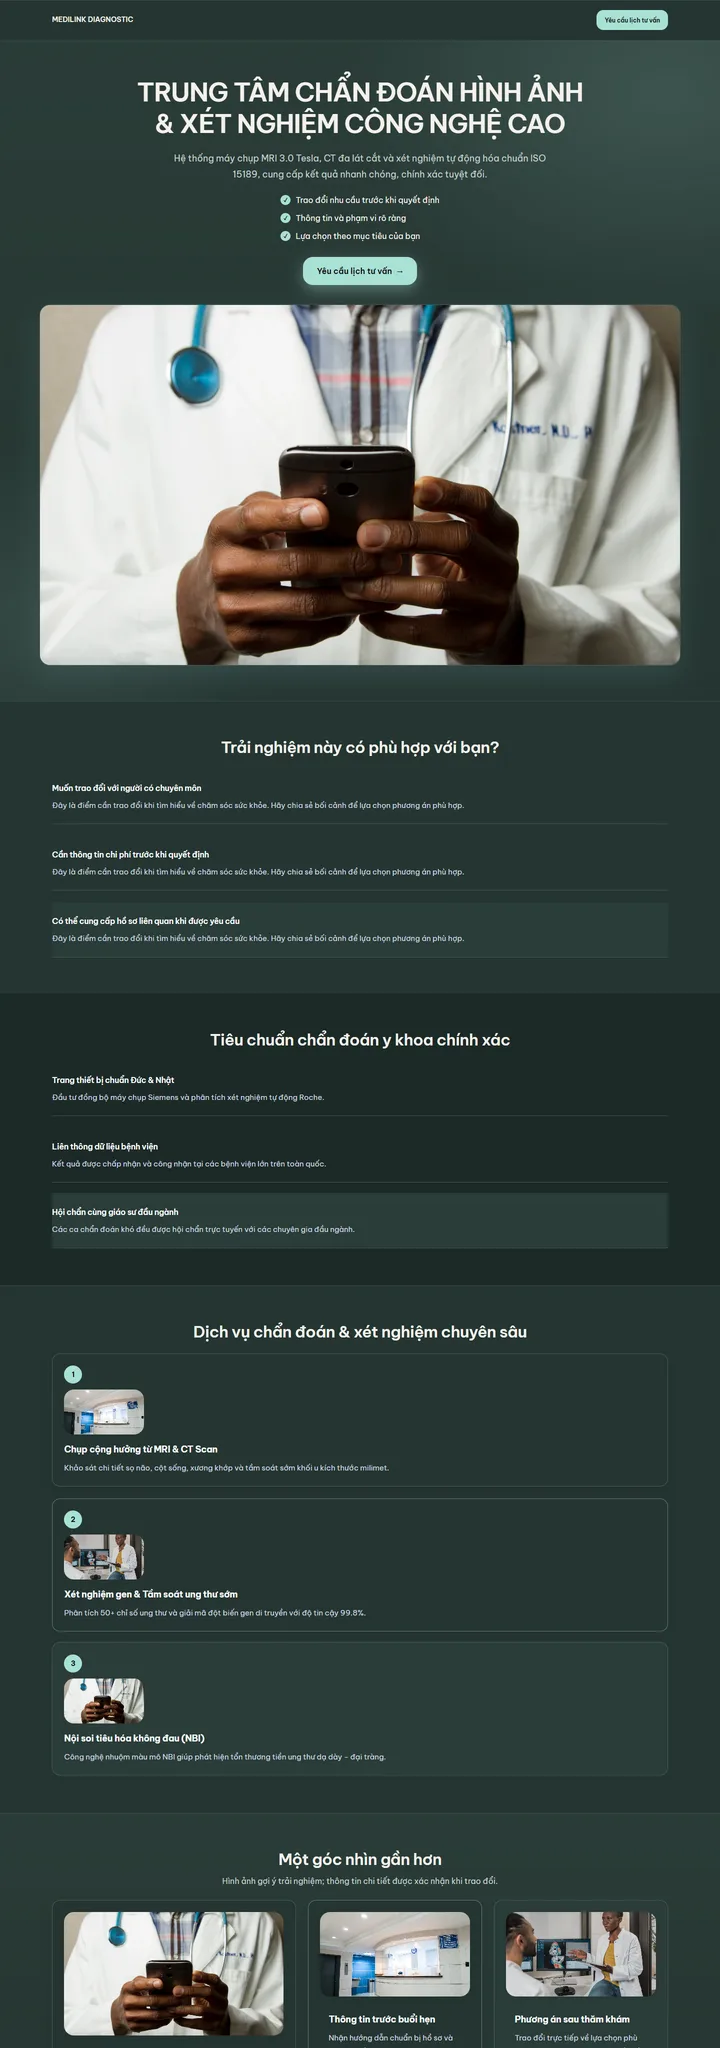 MEDILINK DIAGNOSTIC
Yêu cầu lịch tư vấn
TRUNG TÂM CHẨN ĐOÁN HÌNH ẢNH
& XÉT NGHIỆM CÔNG NGHỆ CAO
Hệ thống máy chụp MRI 3.0 Tesla, CT đa lát cắt và xét nghiệm tự động hóa chuẩn ISO
15189, cung cấp kết quả nhanh chóng, chính xác tuyệt đối.
Trao đổi nhu cầu trước khi quyết định
Thông tin và phạm vi rõ ràng
Lựa chọn theo mục tiêu của bạn
Yêu cầu lịch tư vấn →
Trải nghiệm này có phù hợp với bạn?
Muốn trao đổi với người có chuyên môn
Đây là điểm cần trao đổi khi tìm hiểu về chăm sóc sức khỏe. Hãy chia sẻ bối cảnh để lựa chọn phương án phù hợp.
Cần thông tin chi phí trước khi quyết định
Đây là điểm cần trao đổi khi tìm hiểu về chăm sóc sức khỏe. Hãy chia sẻ bối cảnh để lựa chọn phương án phù hợp.
Có thể cung cấp hồ sơ liên quan khi được yêu cầu
Đây là điểm cần trao đổi khi tìm hiểu về chăm sóc sức khỏe. Hãy chia sẻ bối cảnh để lựa chọn phương án phù hợp.
Tiêu chuẩn chẩn đoán y khoa chính xác
Trang thiết bị chuẩn Đức & Nhật
Đầu tư đồng bộ máy chụp Siemens và phân tích xét nghiệm tự động Roche.
Liên thông dữ liệu bệnh viện
Kết quả được chấp nhận và công nhận tại các bệnh viện lớn trên toàn quốc.
Hội chẩn cùng giáo sư đầu ngành
Các ca chẩn đoán khó đều được hội chẩn trực tuyến với các chuyên gia đầu ngành.
Dịch vụ chẩn đoán & xét nghiệm chuyên sâu
1
Chụp cộng hưởng từ MRI & CT Scan
Khảo sát chi tiết sọ não, cột sống, xương khớp và tầm soát sớm khối u kích thước milimet.
2
Xét nghiệm gen & Tầm soát ung thư sớm
Phân tích 50+ chỉ số ung thư và giải mã đột biến gen di truyền với độ tin cậy 99.8%.
3
Nội soi tiêu hóa không đau (NBI)
Công nghệ nhuộm màu mô NBI giúp phát hiện tổn thương tiền ung thư dạ dày - đại tràng.
Một góc nhìn gần hơn
Hình ảnh gợi ý trải nghiệm; thông tin chi tiết được xác nhận khi trao đổi.
Thông tin trước buổi hẹn
Nhận hướng dẫn chuẩn bị hồ sơ và
Phương án sau thăm khám
Trao đổi trực tiếp về lựa chọn phù